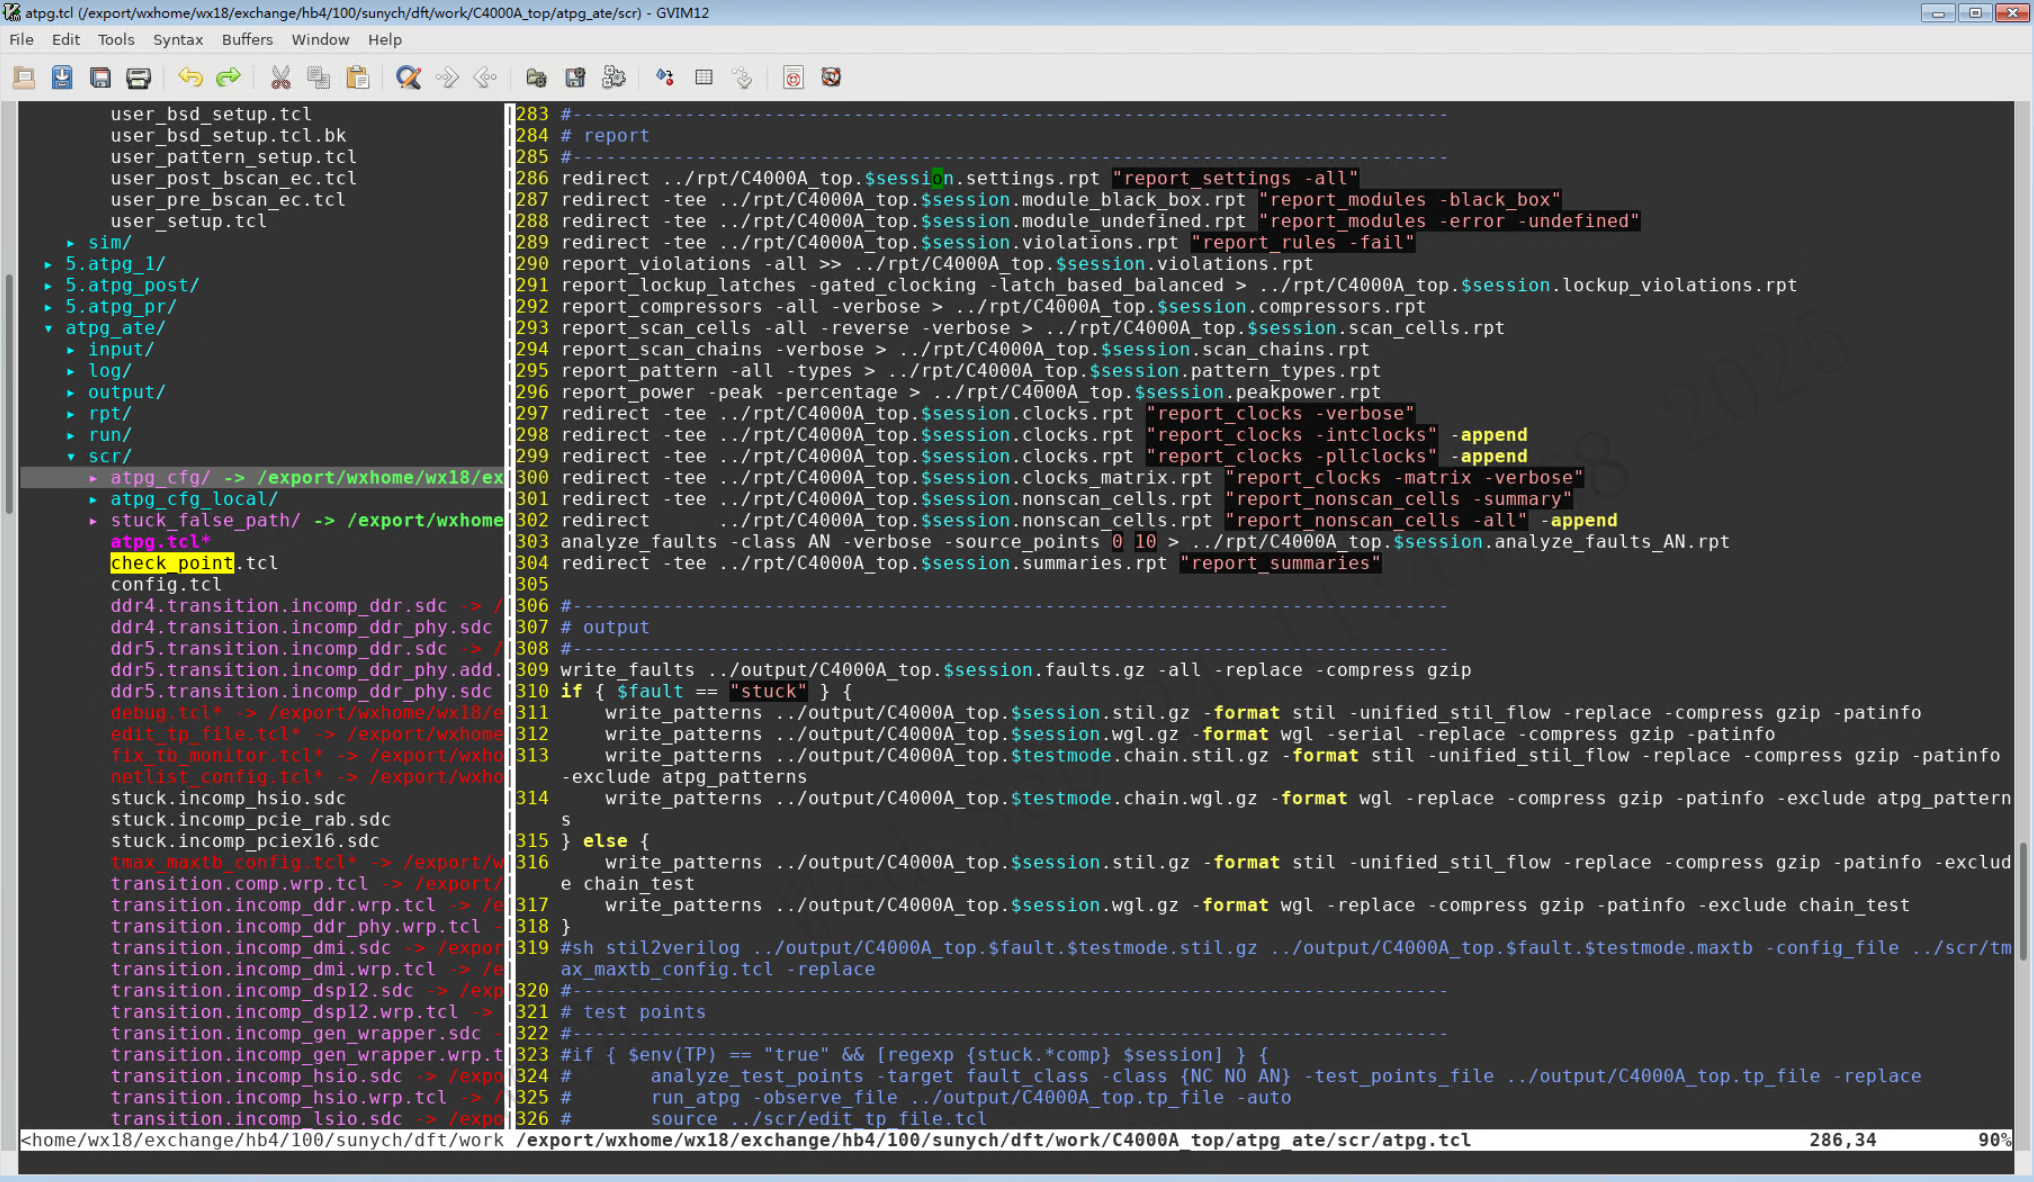 atpg.tcl (/export/wxhome/wx18/exchange/hb4/100/sunych/dft/work/C4000A_top/atpg_ate/scr) - GVIM12
File Edit Tools Syntax Buffers Window Help
user_bsd_setup.tcl
user_bsd_setup.tcl.bk
user_pattern_setup.tcl
user_post_bscan_ec.tcl
user_pre_bscan_ec.tcl
user_setup.tcl
▸ sim/
▸ 5.atpg_1/
▸ 5.atpg_post/
▸ 5.atpg_pr/
▾ atpg_ate/
▸ input/
▸ log/
▸ output/
▸ rpt/
▸ run/
▾ scr/
▸ atpg_cfg/ -> /export/wxhome/wx18/ex
▸ atpg_cfg_local/
▸ stuck_false_path/ -> /export/wxhome
atpg.tcl*
check_point.tcl
config.tcl
ddr4.transition.incomp_ddr.sdc -> /
ddr4.transition.incomp_ddr_phy.sdc
ddr5.transition.incomp_ddr.sdc -> /
ddr5.transition.incomp_ddr_phy.add.
ddr5.transition.incomp_ddr_phy.sdc
debug.tcl* -> /export/wxhome/wx18/e
edit_tp_file.tcl* -> /export/wxhome
fix_tb_monitor.tcl* -> /export/wxho
netlist_config.tcl* -> /export/wxho
stuck.incomp_hsio.sdc
stuck.incomp_pcie_rab.sdc
stuck.incomp_pciex16.sdc
tmax_maxtb_config.tcl* -> /export/w
transition.comp.wrp.tcl -> /export/
transition.incomp_ddr.wrp.tcl -> /e
transition.incomp_ddr_phy.wrp.tcl -
transition.incomp_dmi.sdc -> /expor
transition.incomp_dmi.wrp.tcl -> /e
transition.incomp_dsp12.sdc -> /exp
transition.incomp_dsp12.wrp.tcl ->
transition.incomp_gen_wrapper.sdc -
transition.incomp_gen_wrapper.wrp.t
transition.incomp_hsio.sdc -> /expo
transition.incomp_hsio.wrp.tcl -> /
transition.incomp_lsio.sdc -> /expo
283 #------------------------------------------------------------------------------
284 # report
285 #------------------------------------------------------------------------------
286 redirect ../rpt/C4000A_top.$session.settings.rpt "report_settings -all"
287 redirect -tee ../rpt/C4000A_top.$session.module_black_box.rpt "report_modules -black_box"
288 redirect -tee ../rpt/C4000A_top.$session.module_undefined.rpt "report_modules -error -undefined"
289 redirect -tee ../rpt/C4000A_top.$session.violations.rpt "report_rules -fail"
290 report_violations -all >> ../rpt/C4000A_top.$session.violations.rpt
291 report_lockup_latches -gated_clocking -latch_based_balanced > ../rpt/C4000A_top.$session.lockup_violations.rpt
292 report_compressors -all -verbose > ../rpt/C4000A_top.$session.compressors.rpt
293 report_scan_cells -all -reverse -verbose > ../rpt/C4000A_top.$session.scan_cells.rpt
294 report_scan_chains -verbose > ../rpt/C4000A_top.$session.scan_chains.rpt
295 report_pattern -all -types > ../rpt/C4000A_top.$session.pattern_types.rpt
296 report_power -peak -percentage > ../rpt/C4000A_top.$session.peakpower.rpt
297 redirect -tee ../rpt/C4000A_top.$session.clocks.rpt "report_clocks -verbose"
298 redirect -tee ../rpt/C4000A_top.$session.clocks.rpt "report_clocks -intclocks" -append
299 redirect -tee ../rpt/C4000A_top.$session.clocks.rpt "report_clocks -pllclocks" -append
300 redirect -tee ../rpt/C4000A_top.$session.clocks_matrix.rpt "report_clocks -matrix -verbose"
301 redirect -tee ../rpt/C4000A_top.$session.nonscan_cells.rpt "report_nonscan_cells -summary"
302 redirect      ../rpt/C4000A_top.$session.nonscan_cells.rpt "report_nonscan_cells -all" -append
303 analyze_faults -class AN -verbose -source_points 0 10 > ../rpt/C4000A_top.$session.analyze_faults_AN.rpt
304 redirect -tee ../rpt/C4000A_top.$session.summaries.rpt "report_summaries"
305
306 #------------------------------------------------------------------------------
307 # output
308 #------------------------------------------------------------------------------
309 write_faults ../output/C4000A_top.$session.faults.gz -all -replace -compress gzip
310 if { $fault == "stuck" } {
311     write_patterns ../output/C4000A_top.$session.stil.gz -format stil -unified_stil_flow -replace -compress gzip -patinfo
312     write_patterns ../output/C4000A_top.$session.wgl.gz -format wgl -serial -replace -compress gzip -patinfo
313     write_patterns ../output/C4000A_top.$testmode.chain.stil.gz -format stil -unified_stil_flow -replace -compress gzip -patinfo
-exclude atpg_patterns
314     write_patterns ../output/C4000A_top.$testmode.chain.wgl.gz -format wgl -replace -compress gzip -patinfo -exclude atpg_pattern
s
315 } else {
316     write_patterns ../output/C4000A_top.$session.stil.gz -format stil -unified_stil_flow -replace -compress gzip -patinfo -exclud
e chain_test
317     write_patterns ../output/C4000A_top.$session.wgl.gz -format wgl -replace -compress gzip -patinfo -exclude chain_test
318 }
319 #sh stil2verilog ../output/C4000A_top.$fault.$testmode.stil.gz ../output/C4000A_top.$fault.$testmode.maxtb -config_file ../scr/tm
ax_maxtb_config.tcl -replace
320 #------------------------------------------------------------------------------
321 # test points
322 #------------------------------------------------------------------------------
323 #if { $env(TP) == "true" && [regexp {stuck.*comp} $session] } {
324 #       analyze_test_points -target fault_class -class {NC NO AN} -test_points_file ../output/C4000A_top.tp_file -replace
325 #       run_atpg -observe_file ../output/C4000A_top.tp_file -auto
326 #       source ../scr/edit_tp_file.tcl
<home/wx18/exchange/hb4/100/sunych/dft/work /export/wxhome/wx18/exchange/hb4/100/sunych/dft/work/C4000A_top/atpg_ate/scr/atpg.tcl 286,34 90%